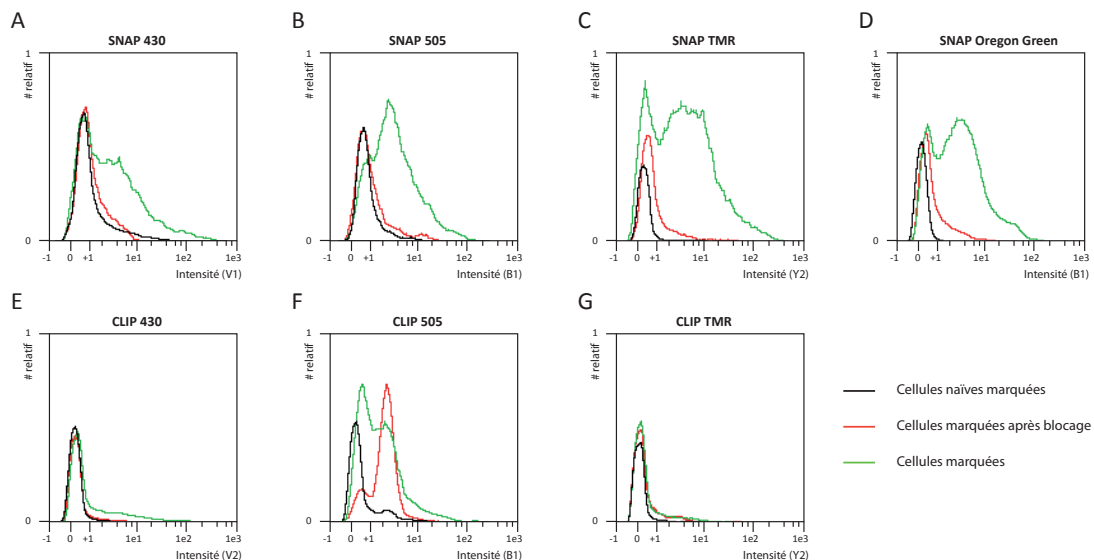 A
SNAP 430
1
# relatif
0
-1 0 +1 1e1 1e2 1e3
Intensité (V1)
B
SNAP 505
1
# relatif
0
-1 0 +1 1e1 1e2 1e3
Intensité (B1)
C
SNAP TMR
1
# relatif
0
-1 0 +1 1e1 1e2 1e3
Intensité (Y2)
D
SNAP Oregon Green
1
# relatif
0
-1 0 +1 1e1 1e2 1e3
Intensité (B1)
E
CLIP 430
1
# relatif
0
-1 0 +1 1e1 1e2 1e3
Intensité (V2)
F
CLIP 505
1
# relatif
0
-1 0 +1 1e1 1e2 1e3
Intensité (B1)
G
CLIP TMR
1
# relatif
0
-1 0 +1 1e1 1e2 1e3
Intensité (Y2)
Cellules naïves marquées
Cellules marquées après blocage
Cellules marquées